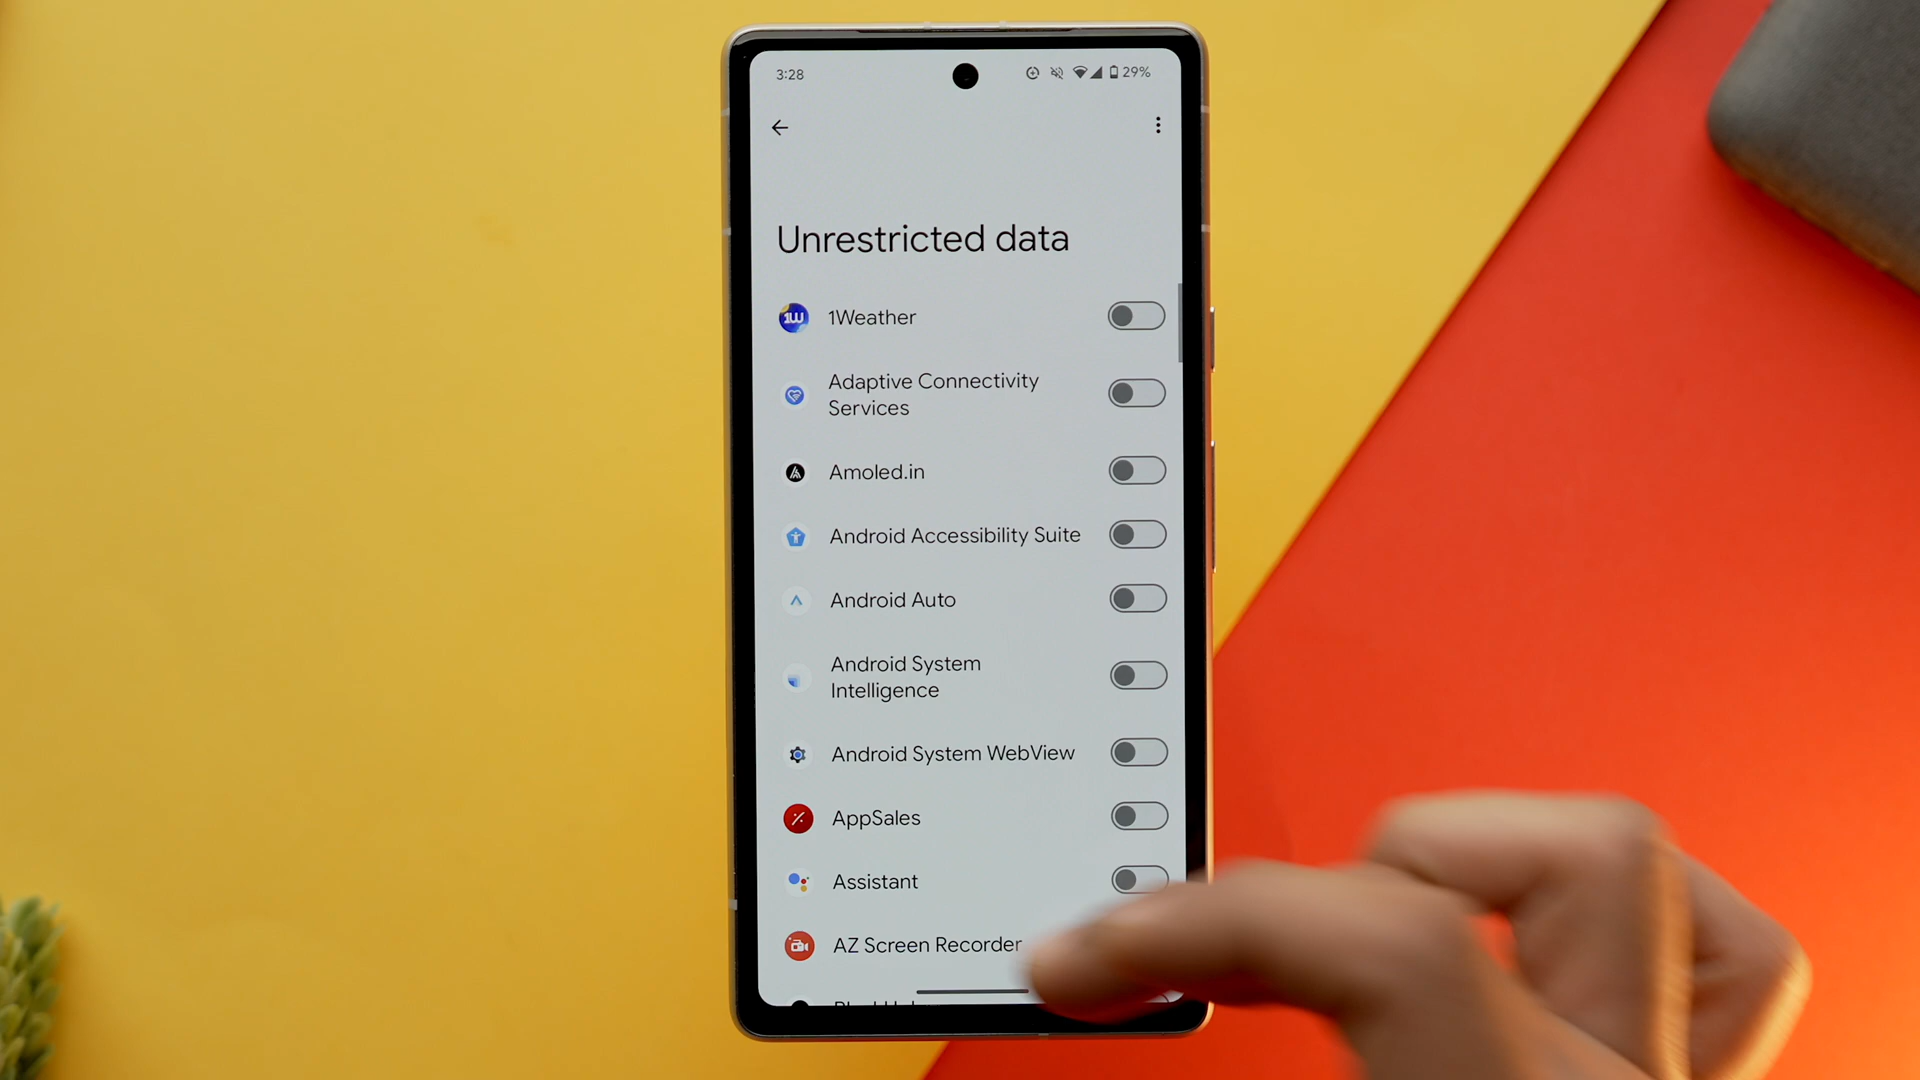 3:28
29%
Unrestricted data
1W
1Weather
Adaptive Connectivity
Services
Amoled.in
Android Accessibility Suite
Android Auto
Android System
Intelligence
Android System WebView
AppSales
Assistant
AZ Screen Recorder